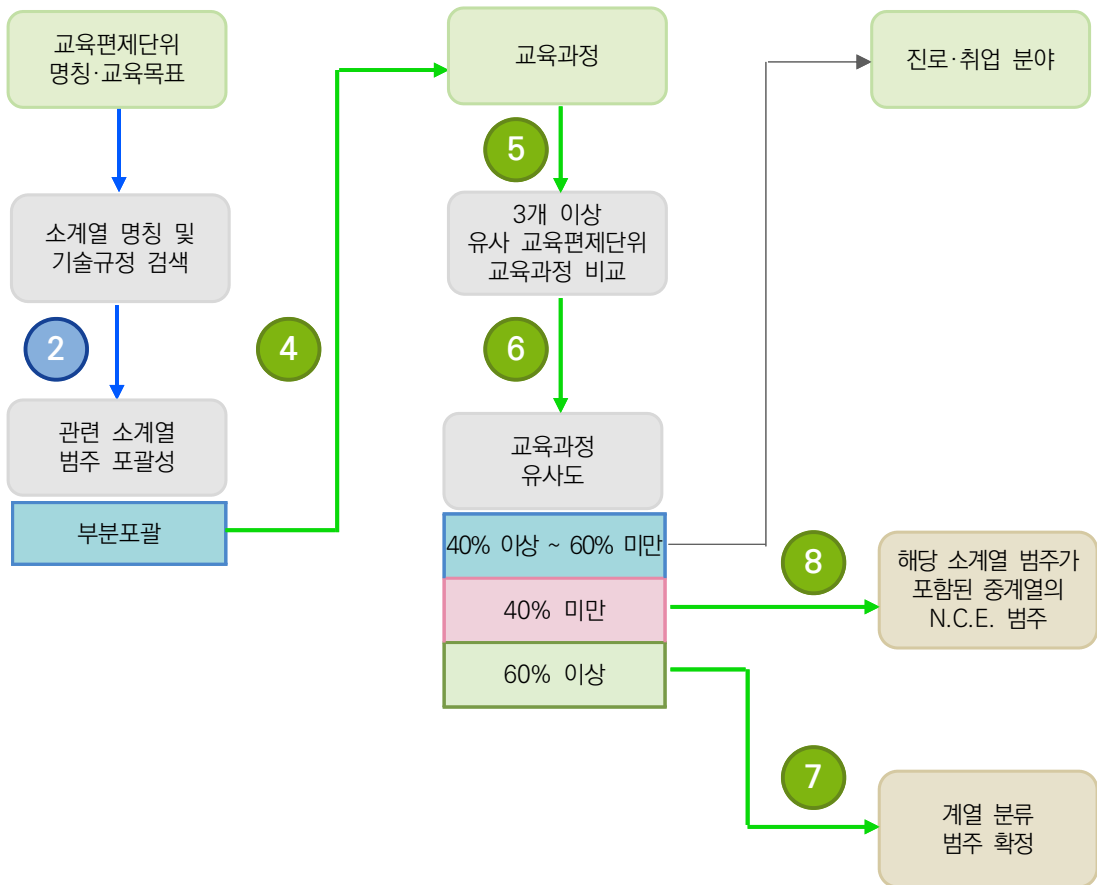 교육편제단위
명칭·교육목표
소계열 명칭 및
기술규정 검색
2
관련 소계열
범주 포괄성
부분포괄
4
교육과정
5
3개 이상
유사 교육편제단위
교육과정 비교
6
교육과정
유사도
40% 이상 ~ 60% 미만
40% 미만
60% 이상
진로·취업 분야
8
해당 소계열 범주가
포함된 중계열의
N.C.E. 범주
7
계열 분류
범주 확정